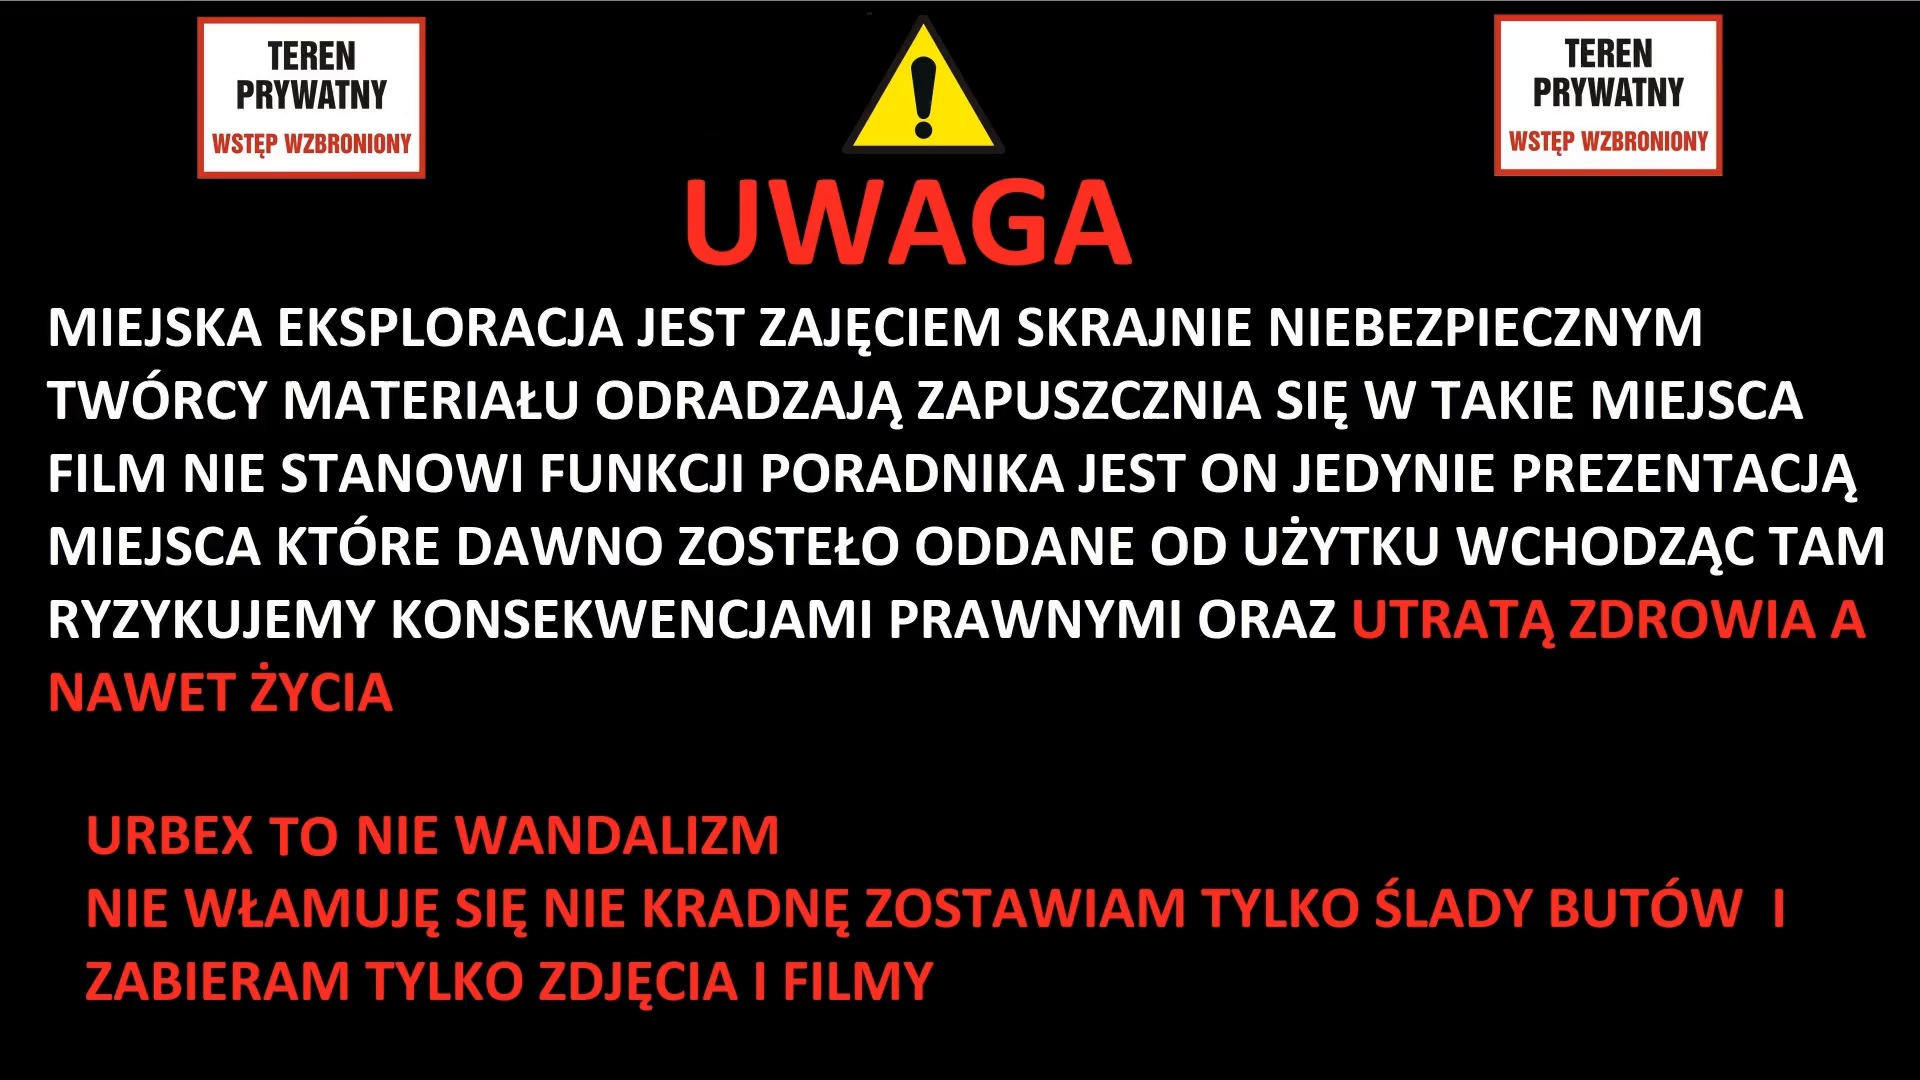 TEREN
PRYWATNY
WSTĘP WZBRONIONY
TEREN
PRYWATNY
WSTĘP WZBRONIONY
UWAGA
MIEJSKA EKSPLORACJA JEST ZAJĘCIEM SKRAJNIE NIEBEZPIECZNYM
TWÓRCY MATERIAŁU ODRADZAJĄ ZAPUSZCZNIA SIĘ W TAKIE MIEJSCA
FILM NIE STANOWI FUNKCJI PORADNIKA JEST ON JEDYNIE PREZENTACJĄ
MIEJSCA KTÓRE DAWNO ZOSTEŁO ODDANE OD UŻYTKU WCHODZĄC TAM
RYZYKUJEMY KONSEKWENCJAMI PRAWNYMI ORAZ UTRATĄ ZDROWIA A
NAWET ŻYCIA
URBEX TO NIE WANDALIZM
NIE WŁAMUJĘ SIĘ NIE KRADNĘ ZOSTAWIAM TYLKO ŚLADY BUTÓW I
ZABIERAM TYLKO ZDJĘCIA I FILMY